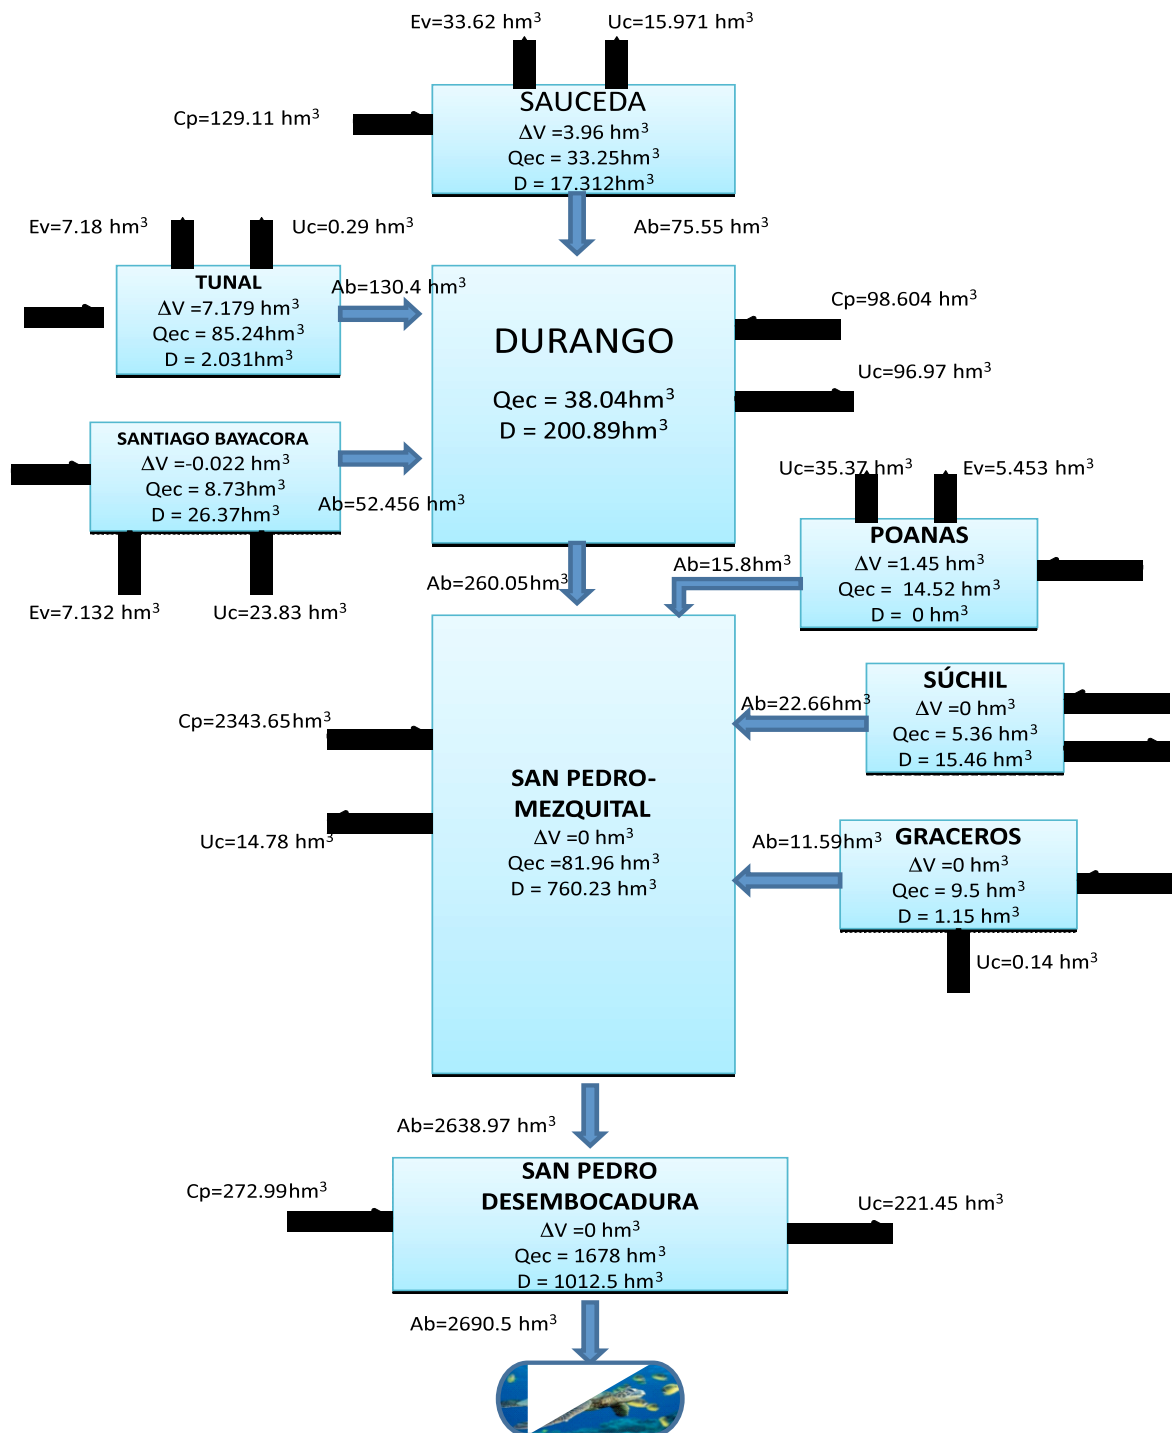 Ev=33.62 hm³
Uc=15.971 hm³
Cp=129.11 hm³
SAUCEDA
ΔV =3.96 hm³
Qec = 33.25hm³
D = 17.312hm³
Ab=75.55 hm³
Ev=7.18 hm³
Uc=0.29 hm³
TUNAL
ΔV =7.179 hm³
Qec = 85.24hm³
D = 2.031hm³
Ab=130.4 hm³
DURANGO
Qec = 38.04hm³
D = 200.89hm³
Cp=98.604 hm³
Uc=96.97 hm³
SANTIAGO BAYACORA
ΔV =-0.022 hm³
Qec = 8.73hm³
D = 26.37hm³
Ab=52.456 hm³
Ev=7.132 hm³
Uc=23.83 hm³
Uc=35.37 hm³
Ev=5.453 hm³
POANAS
ΔV =1.45 hm³
Qec = 14.52 hm³
D = 0 hm³
Ab=15.8hm³
Ab=260.05hm³
SÚCHIL
ΔV =0 hm³
Qec = 5.36 hm³
D = 15.46 hm³
Ab=22.66hm³
Cp=2343.65hm³
Uc=14.78 hm³
SAN PEDRO-
MEZQUITAL
ΔV =0 hm³
Qec =81.96 hm³
D = 760.23 hm³
Ab=11.59hm³
GRACEROS
ΔV =0 hm³
Qec = 9.5 hm³
D = 1.15 hm³
Uc=0.14 hm³
Ab=2638.97 hm³
Cp=272.99hm³
SAN PEDRO
DESEMBOCADURA
ΔV =0 hm³
Qec = 1678 hm³
D = 1012.5 hm³
Uc=221.45 hm³
Ab=2690.5 hm³